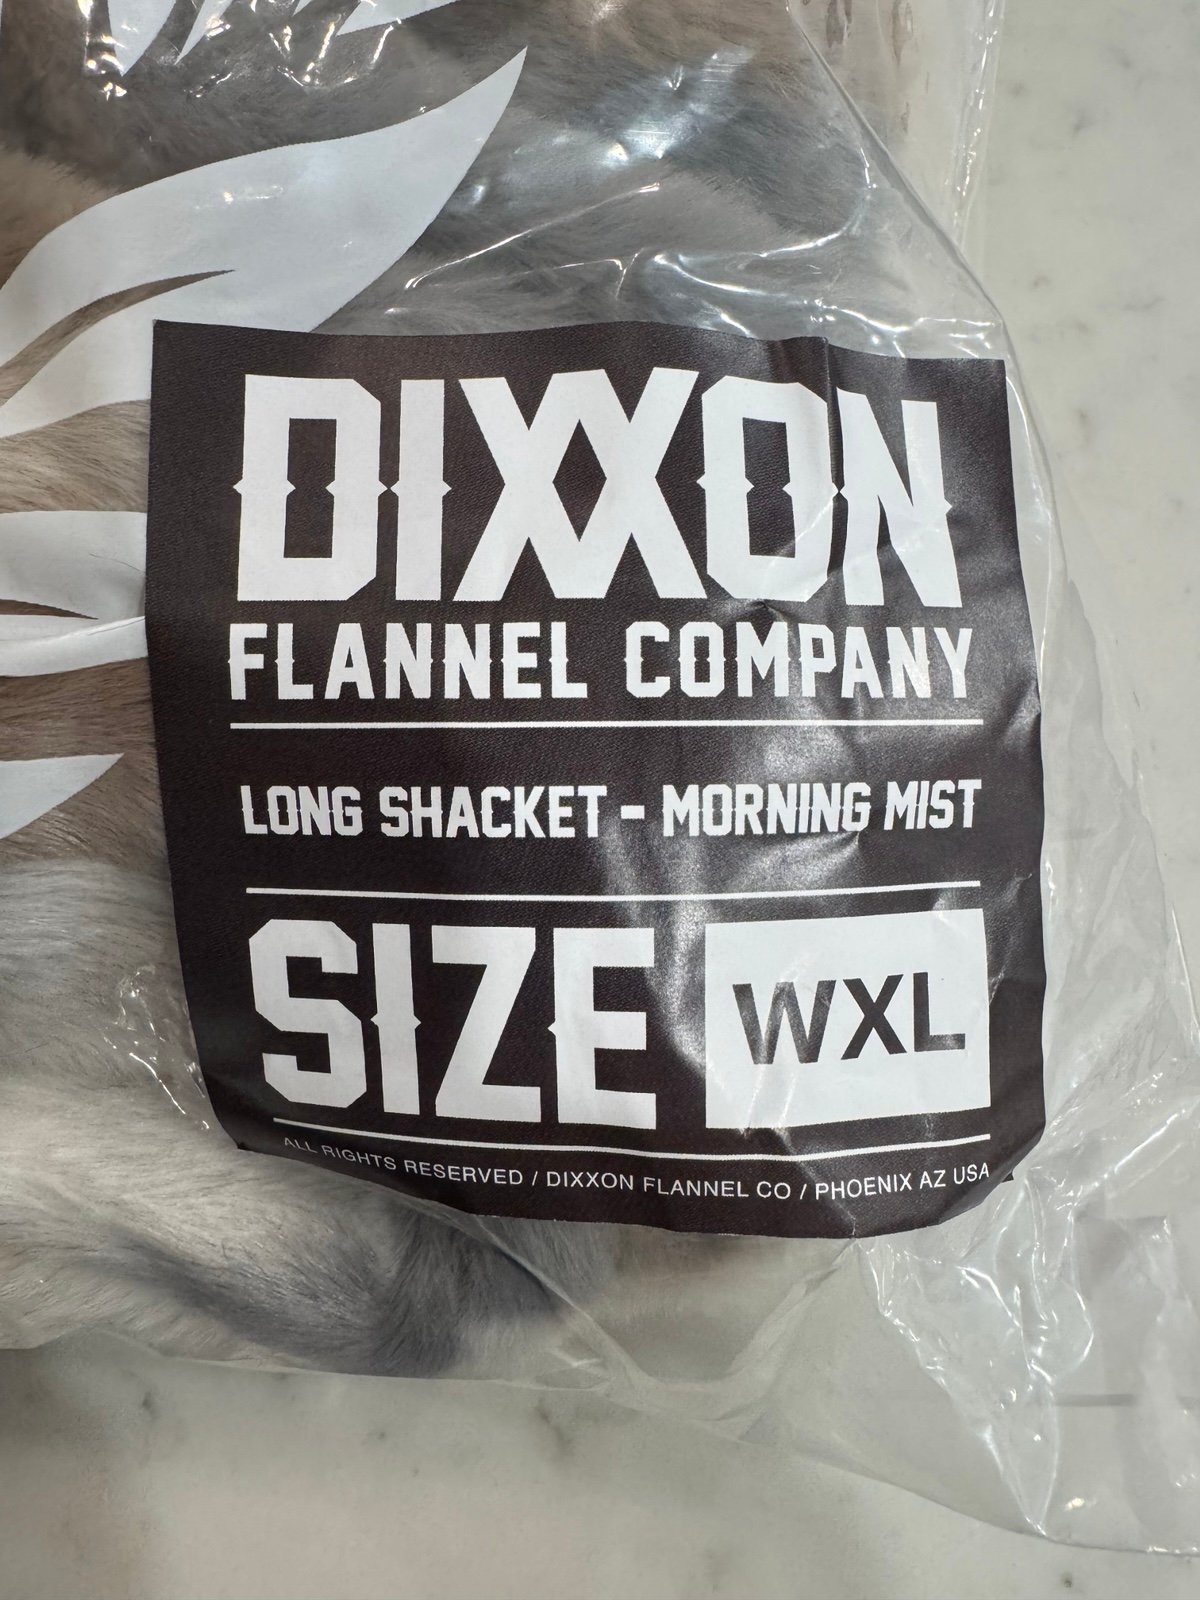 DIXXON
FLANNEL COMPANY
LONG SHACKET - MORNING MIST
SIZE WXL
ALL RIGHTS RESERVED / DIXXON FLANNEL CO / PHOENIX AZ USA